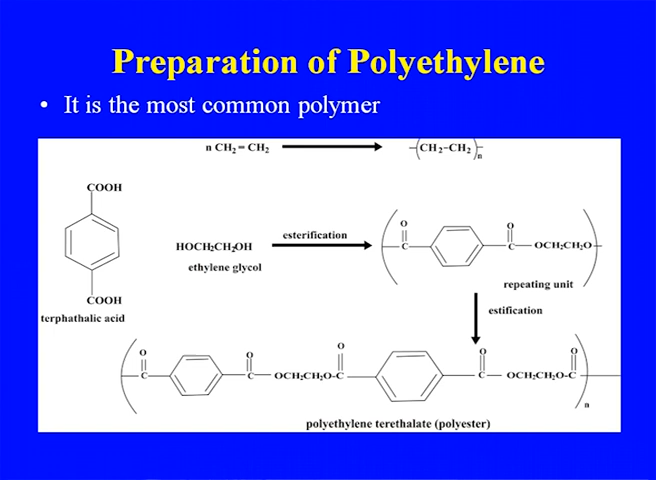 Preparation of Polyethylene
• It is the most common polymer
n CH₂=CH₂
-(CH₂-CH₂)n
COOH
COOH
terphathalic acid
HOCH₂CH₂OH
ethylene glycol
esterification
O
C
O
C
OCH₂CH₂O
repeating unit
estification
O
C
O
C
OCH₂CH₂O-C
O
O
C
OCH₂CH₂O-C
O
n
polyethylene terethalate (polyester)